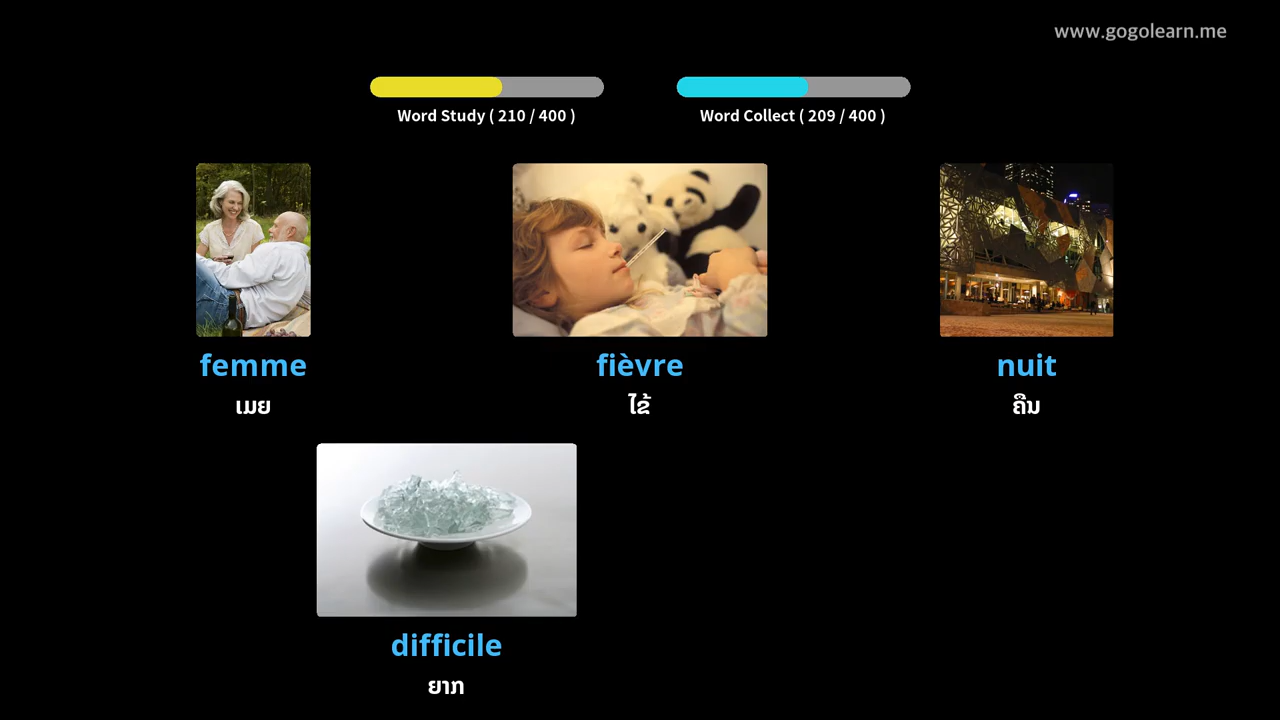 www.gogolearn.me
Word Study ( 210 / 400 )
Word Collect ( 209 / 400 )
femme
ເມຍ
fièvre
ໄຂ້
nuit
ຄືນ
difficile
ຍາກ